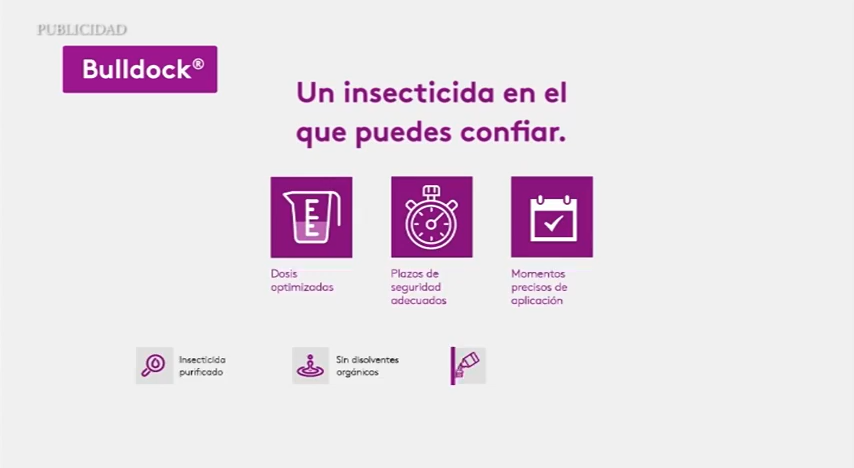 PUBLICIDAD
Bulldock®
Un insecticida en el
que puedes confiar.
Dosis
optimizadas
Plazos de
seguridad
adecuados
Momentos
precisos de
aplicación
Insecticida
purificado
Sin disolventes
orgánicos